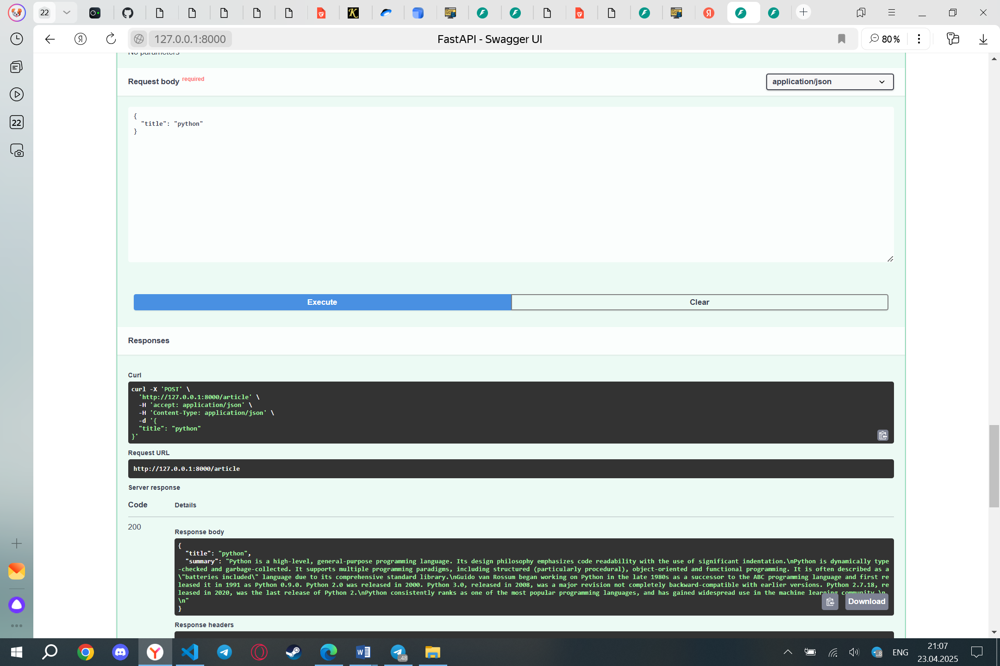 22
127.0.0.1:8000
FastAPI - Swagger UI
80%
22
No parameters
Request body required
application/json
{
"title": "python"
}
Execute
Clear
Responses
Curl
curl -X 'POST' \
'http://127.0.0.1:8000/article' \
-H 'accept: application/json' \
-H 'Content-Type: application/json' \
-d '{
"title": "python"
}'
Request URL
http://127.0.0.1:8000/article
Server response
Code
Details
200
Response body
{
"title": "python",
"summary": "Python is a high-level, general-purpose programming language. Its design philosophy emphasizes code readability with the use of significant indentation.\nPython is dynamically type
-checked and garbage-collected. It supports multiple programming paradigms, including structured (particularly procedural), object-oriented and functional programming. It is often described as a
\"batteries included\" language due to its comprehensive standard library.\nGuido van Rossum began working on Python in the late 1980s as a successor to the ABC programming language and first re
leased it in 1991 as Python 0.9.0. Python 2.0 was released in 2000. Python 3.0, released in 2008, was a major revision not completely backward-compatible with earlier versions. Python 2.7.18, re
leased in 2020, was the last release of Python 2.\nPython consistently ranks as one of the most popular programming languages, and has gained widespread use in the machine learning community.\n
\n"
}
Download
Response headers
..48
..8
ENG
21:07
23.04.2025